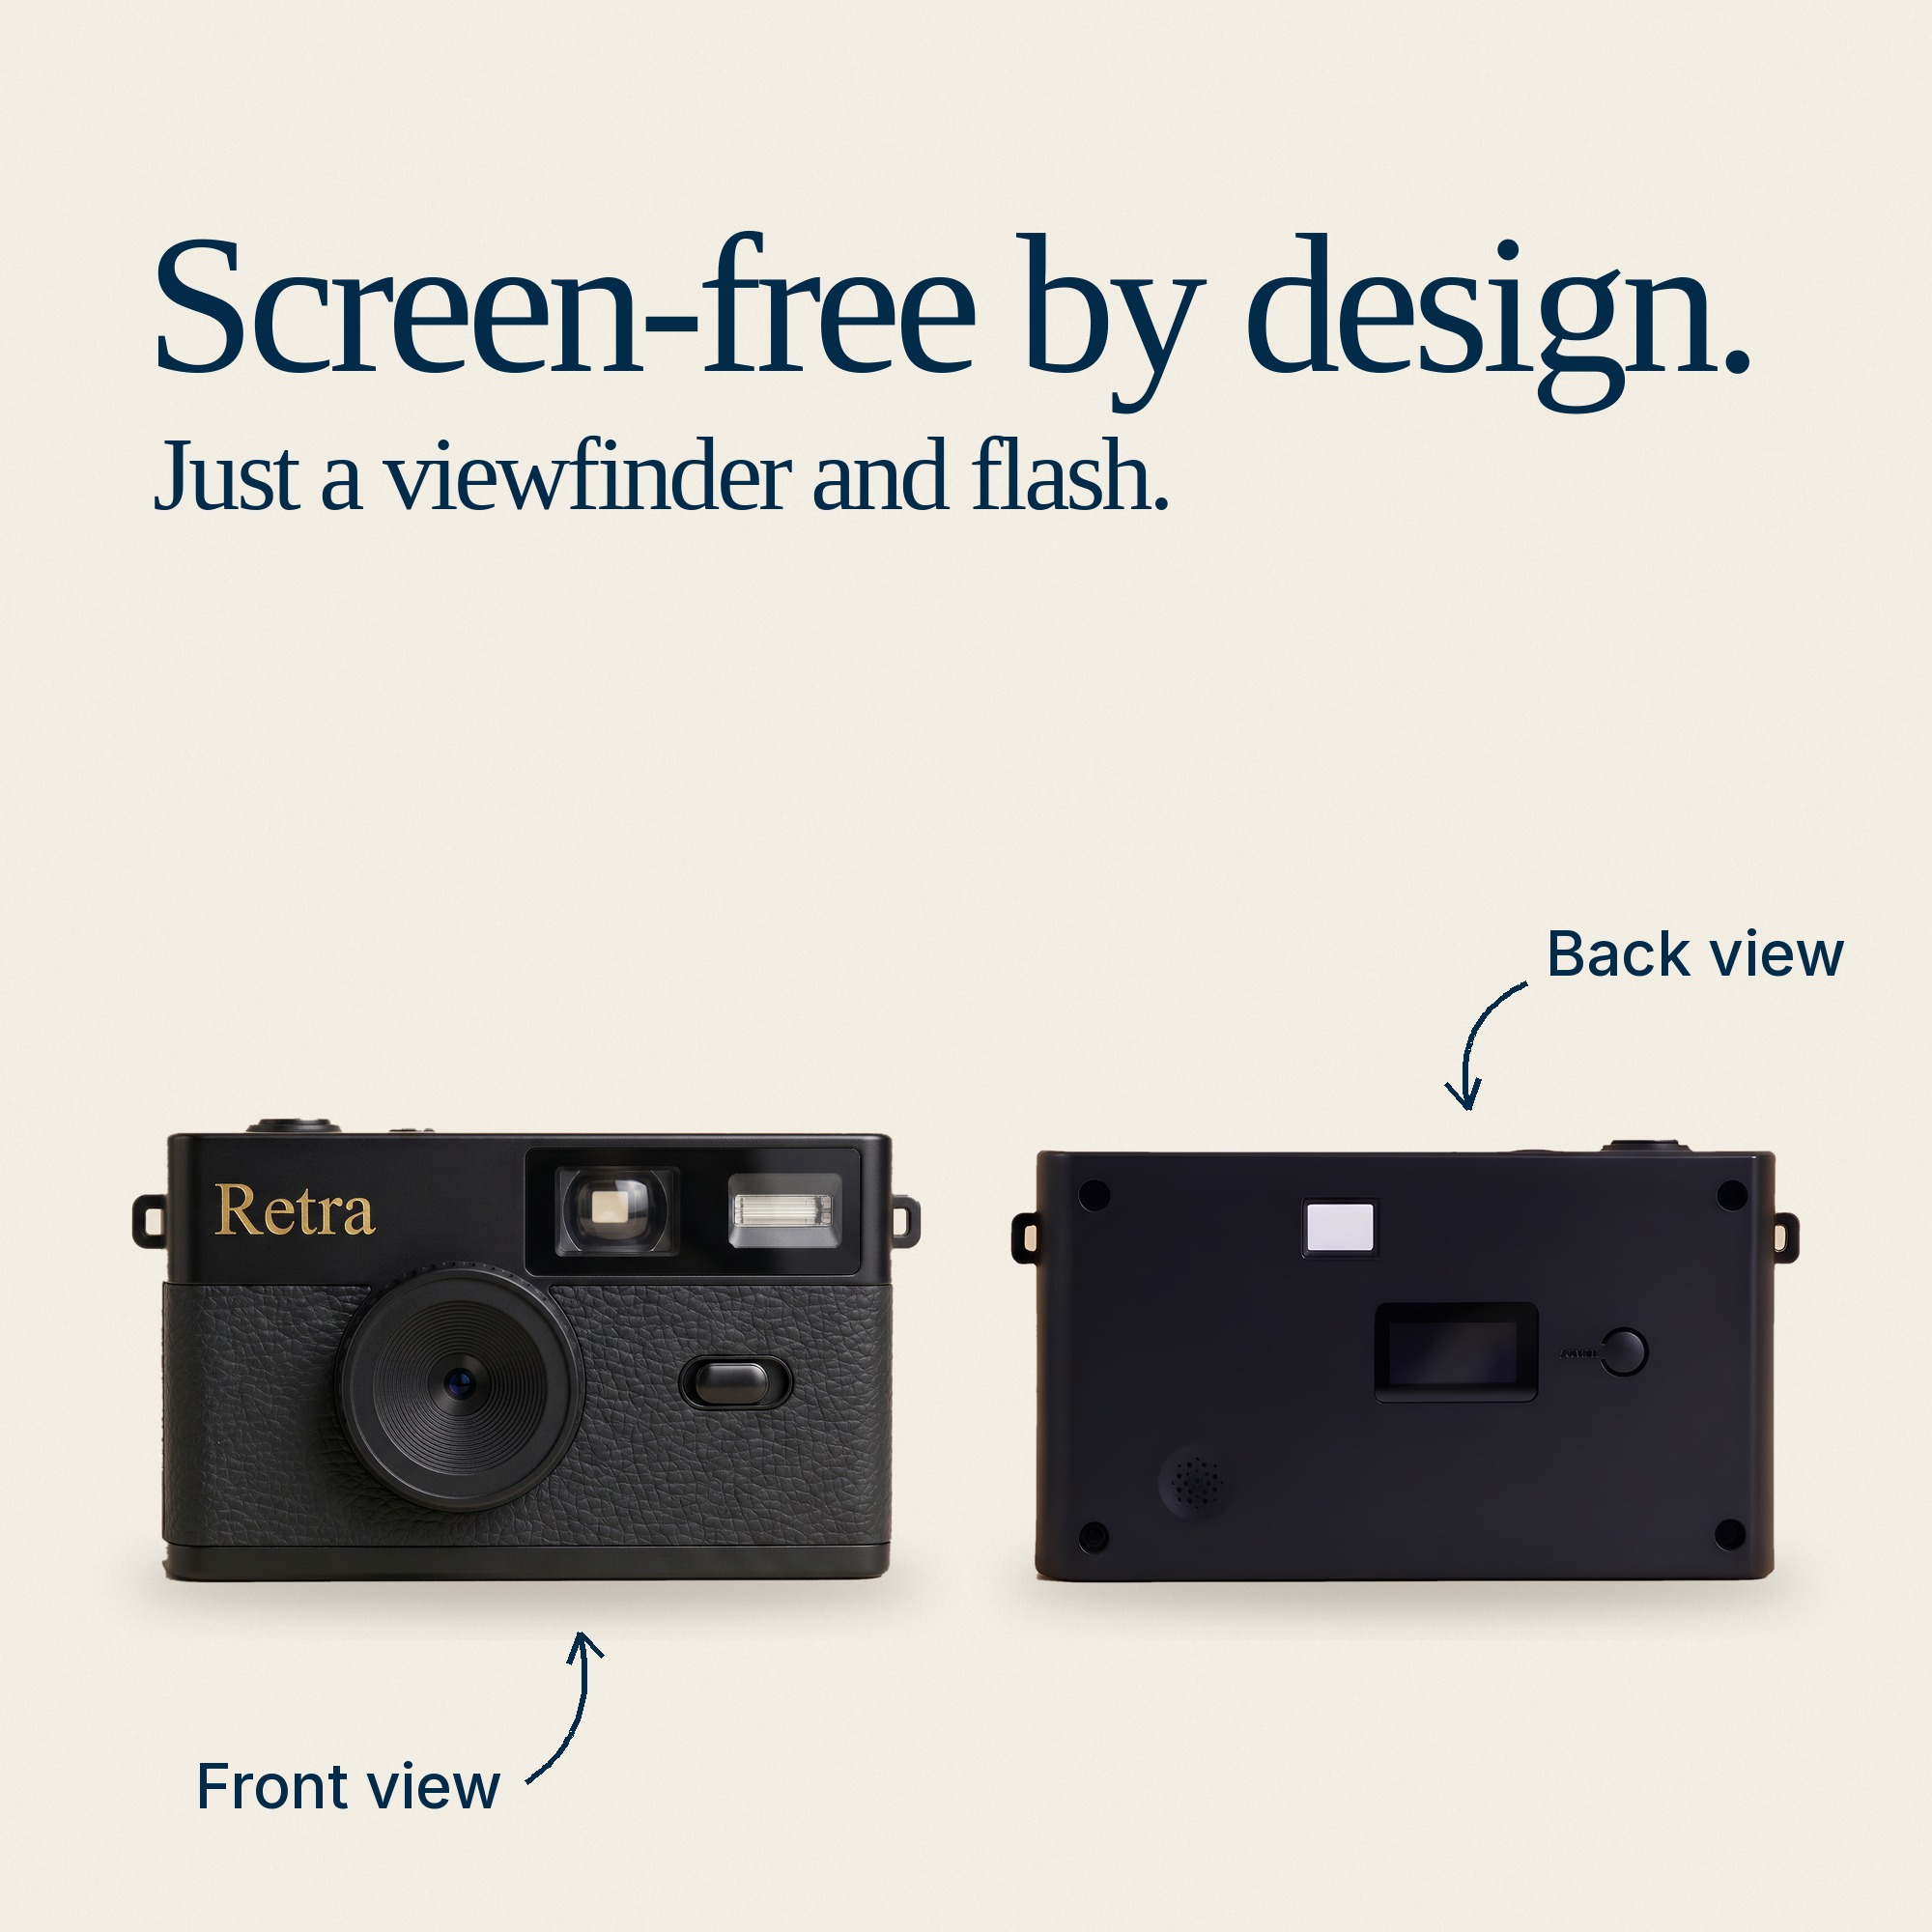 Screen-free by design.
Just a viewfinder and flash.
Back view
Retra
Front view